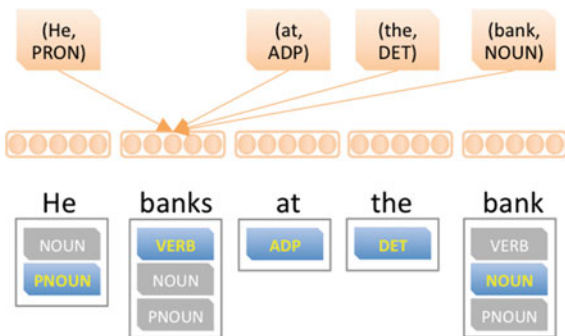 (He, PRON) (at, ADP) (the, DET) (bank, NOUN)
He banks at the bank
NOUN VERB ADP DET VERB
PNOUN NOUN NOUN
PNOUN PNOUN